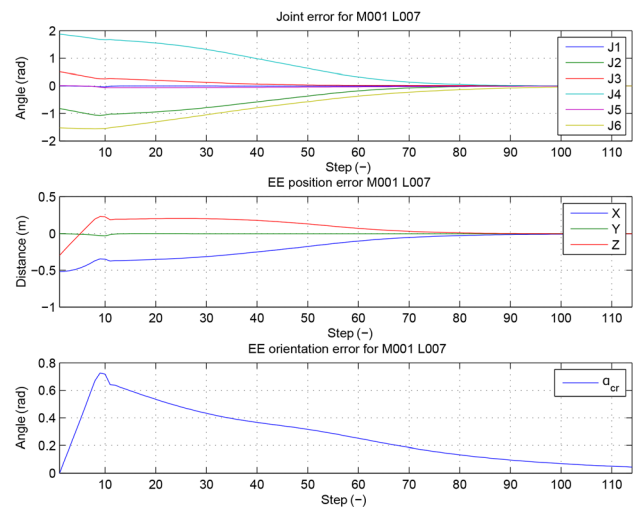 Joint error for M001 L007
2
1
0
−1
−2
Angle (rad)
J1
J2
J3
J4
J5
J6
10 20 30 40 50 60 70 80 90 100 110
Step (−)
EE position error M001 L007
0.5
0
−0.5
−1
Distance (m)
X
Y
Z
10 20 30 40 50 60 70 80 90 100 110
Step (−)
EE orientation error for M001 L007
0.8
0.6
0.4
0.2
0
Angle (rad)
αcr
10 20 30 40 50 60 70 80 90 100 110
Step (−)